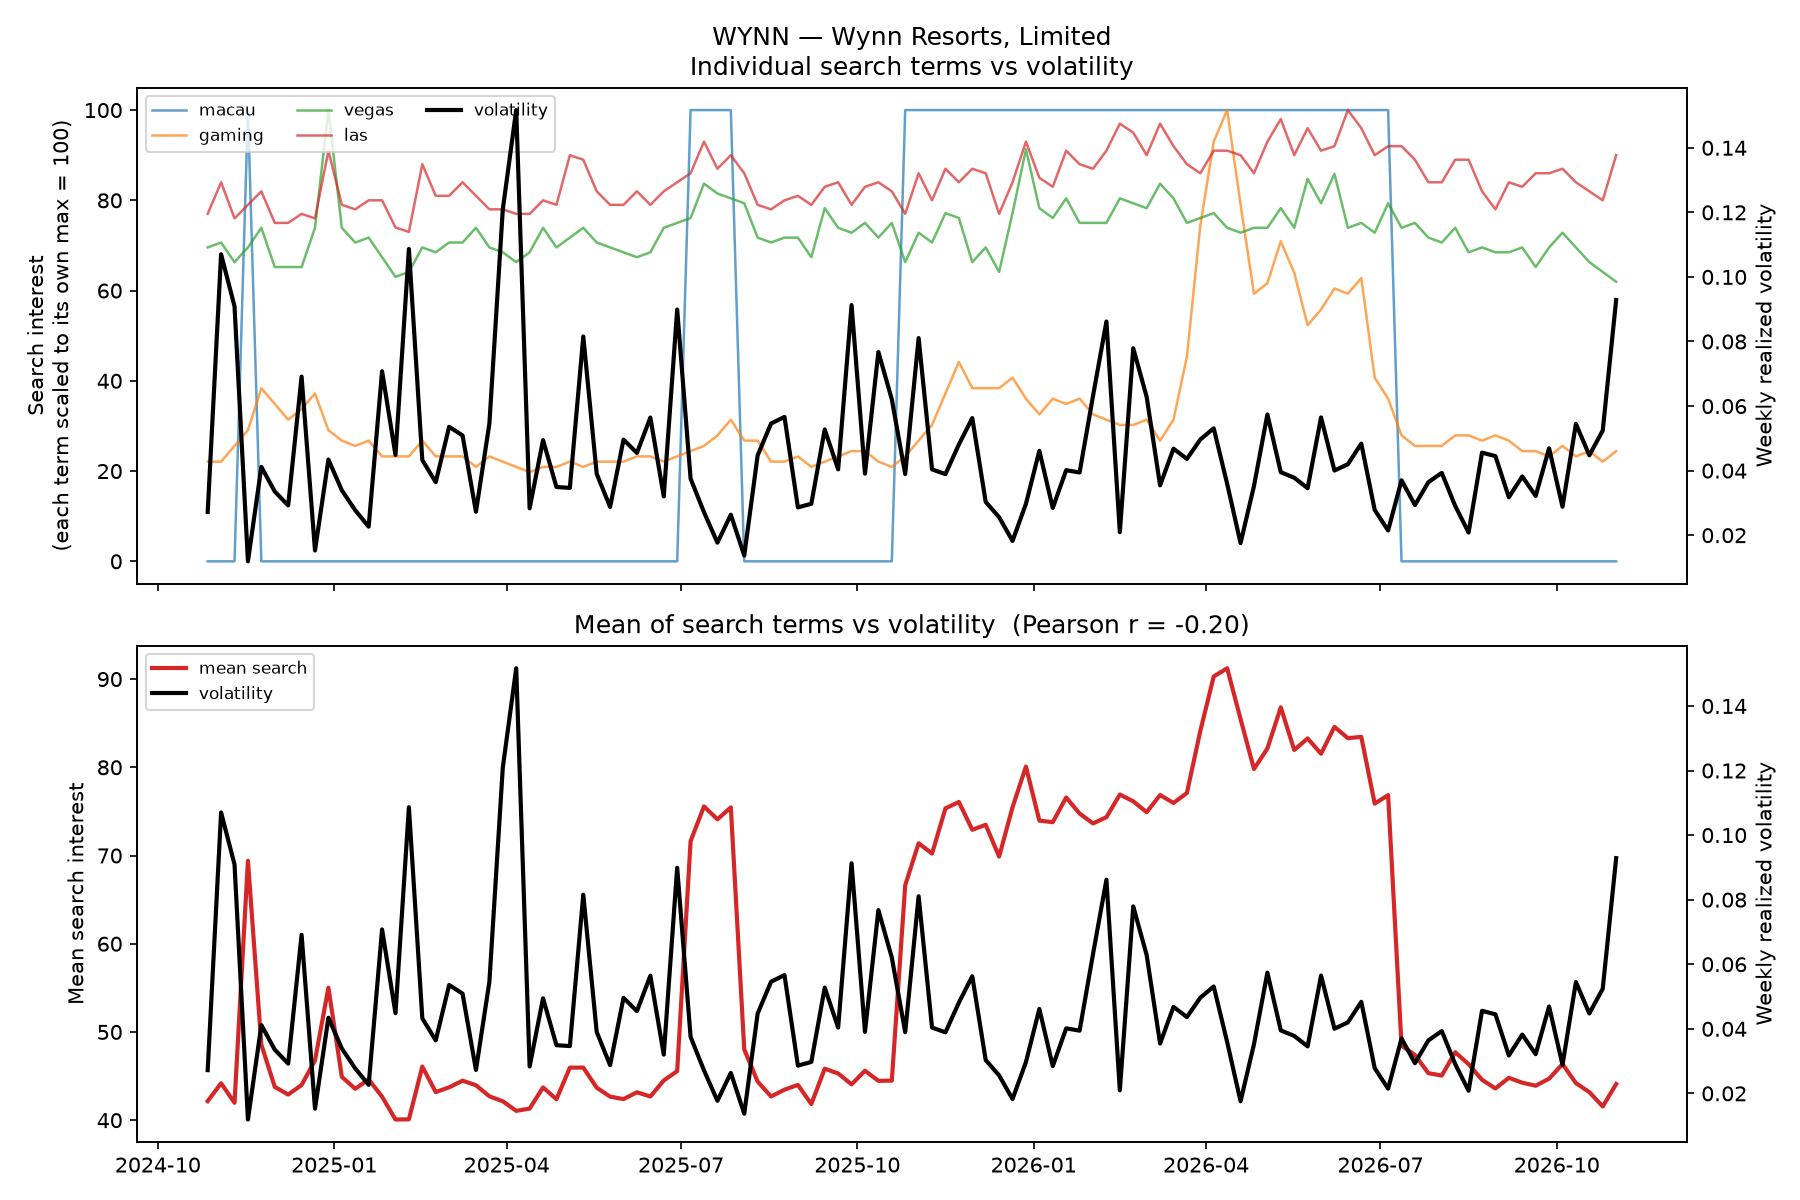 WYNN — Wynn Resorts, Limited
Individual search terms vs volatility
macau
gaming
vegas
las
volatility
100
80
60
40
20
0
Search interest
(each term scaled to its own max = 100)
0.14
0.12
0.10
0.08
0.06
0.04
0.02
Weekly realized volatility
Mean of search terms vs volatility (Pearson r = -0.20)
mean search
volatility
90
80
70
60
50
40
Mean search interest
0.14
0.12
0.10
0.08
0.06
0.04
0.02
Weekly realized volatility
2024-10
2025-01
2025-04
2025-07
2025-10
2026-01
2026-04
2026-07
2026-10